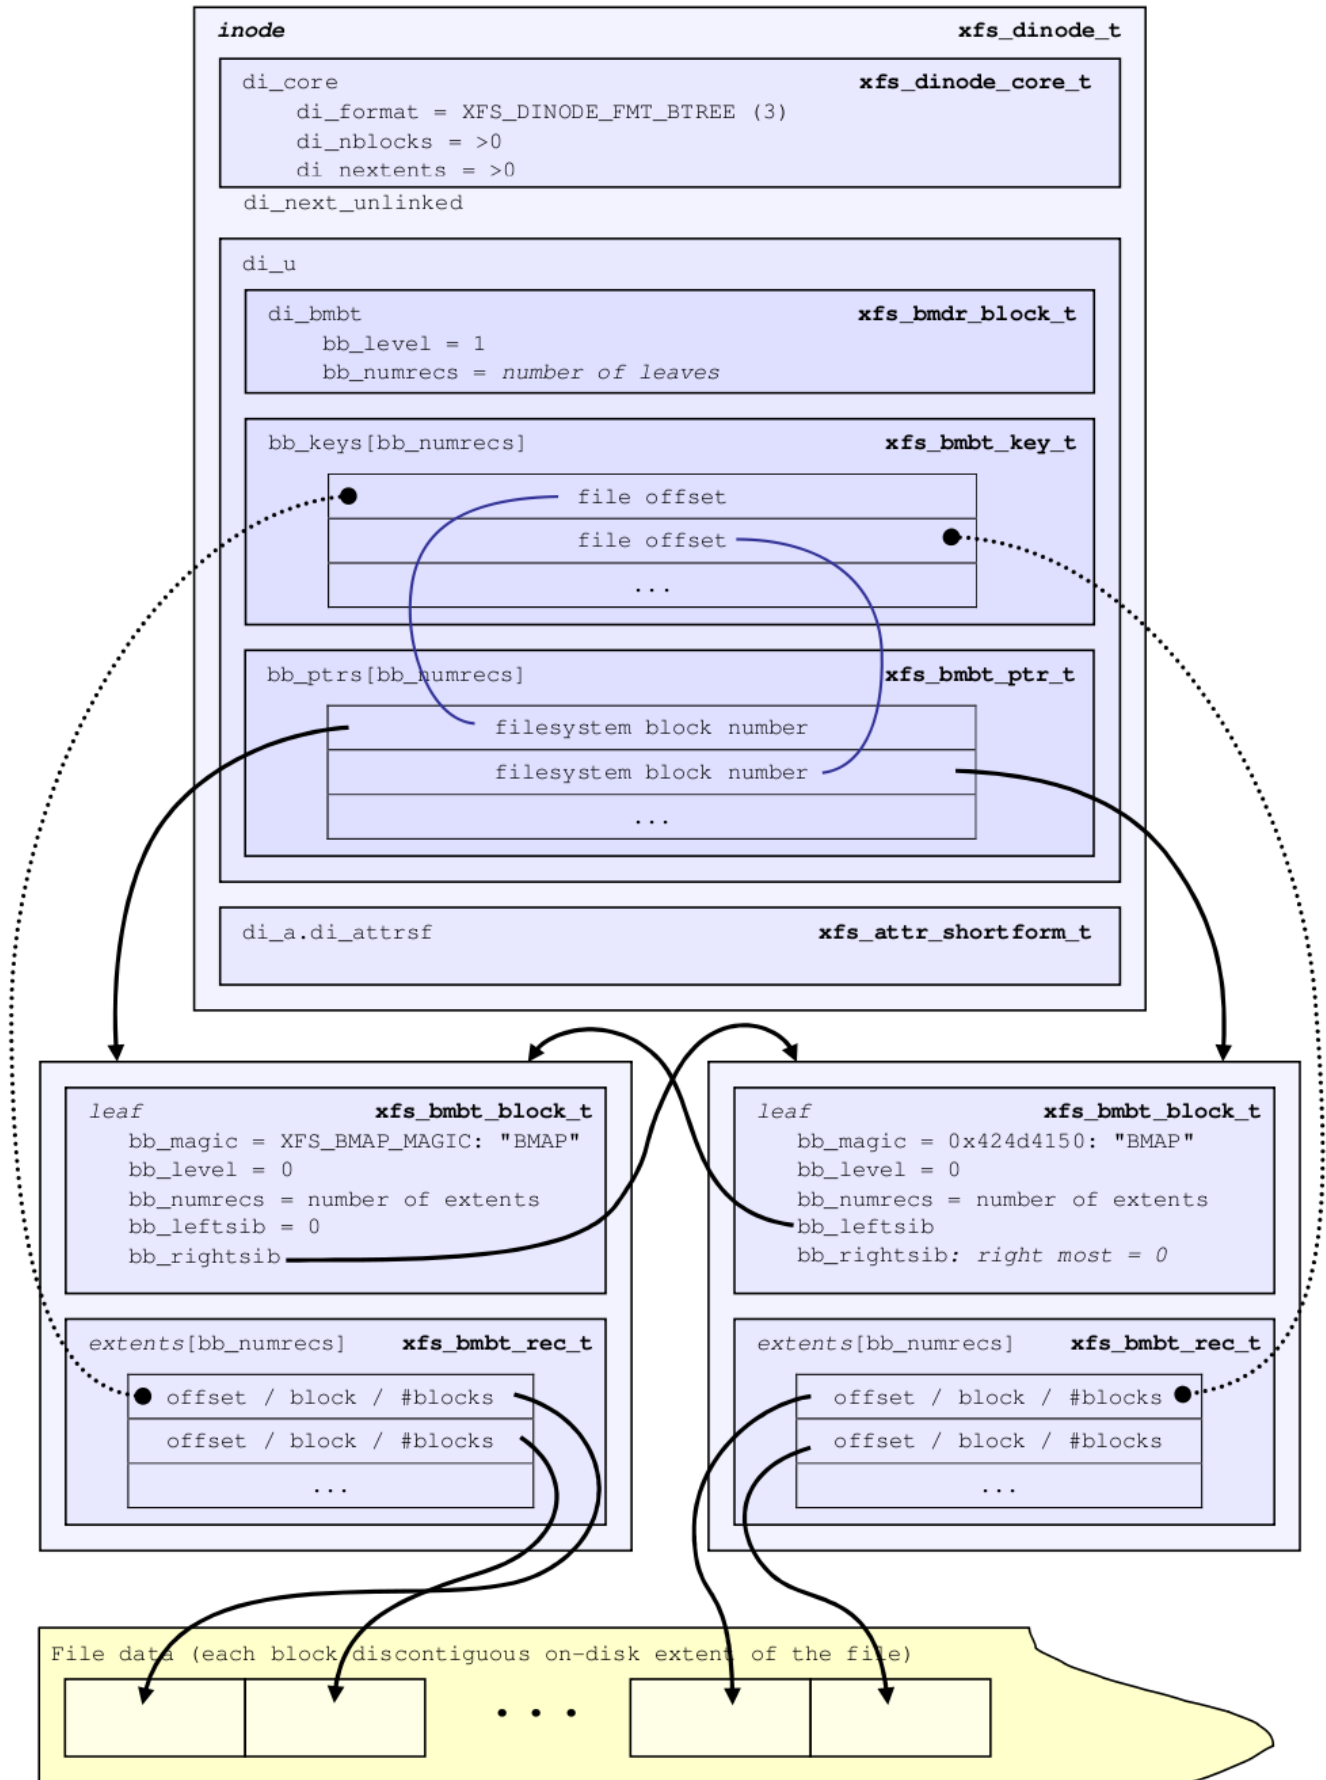 inode xfs_dinode_t
di_core xfs_dinode_core_t
di_format = XFS_DINODE_FMT_BTREE (3)
di_nblocks = >0
di_nextents = >0
di_next_unlinked
di_u
di_bmbt xfs_bmdr_block_t
bb_level = 1
bb_numrecs = number of leaves
bb_keys[bb_numrecs] xfs_bmbt_key_t
file offset
file offset
...
bb_ptrs[bb_numrecs] xfs_bmbt_ptr_t
filesystem block number
filesystem block number
...
di_a.di_attrsf xfs_attr_shortform_t
leaf xfs_bmbt_block_t
bb_magic = XFS_BMAP_MAGIC: "BMAP"
bb_level = 0
bb_numrecs = number of extents
bb_leftsib = 0
bb_rightsib
extents[bb_numrecs] xfs_bmbt_rec_t
offset / block / #blocks
offset / block / #blocks
...
leaf xfs_bmbt_block_t
bb_magic = 0x424d4150: "BMAP"
bb_level = 0
bb_numrecs = number of extents
bb_leftsib
bb_rightsib: right most = 0
extents[bb_numrecs] xfs_bmbt_rec_t
offset / block / #blocks
offset / block / #blocks
...
File data (each block discontiguous on-disk extent of the file)
. . .